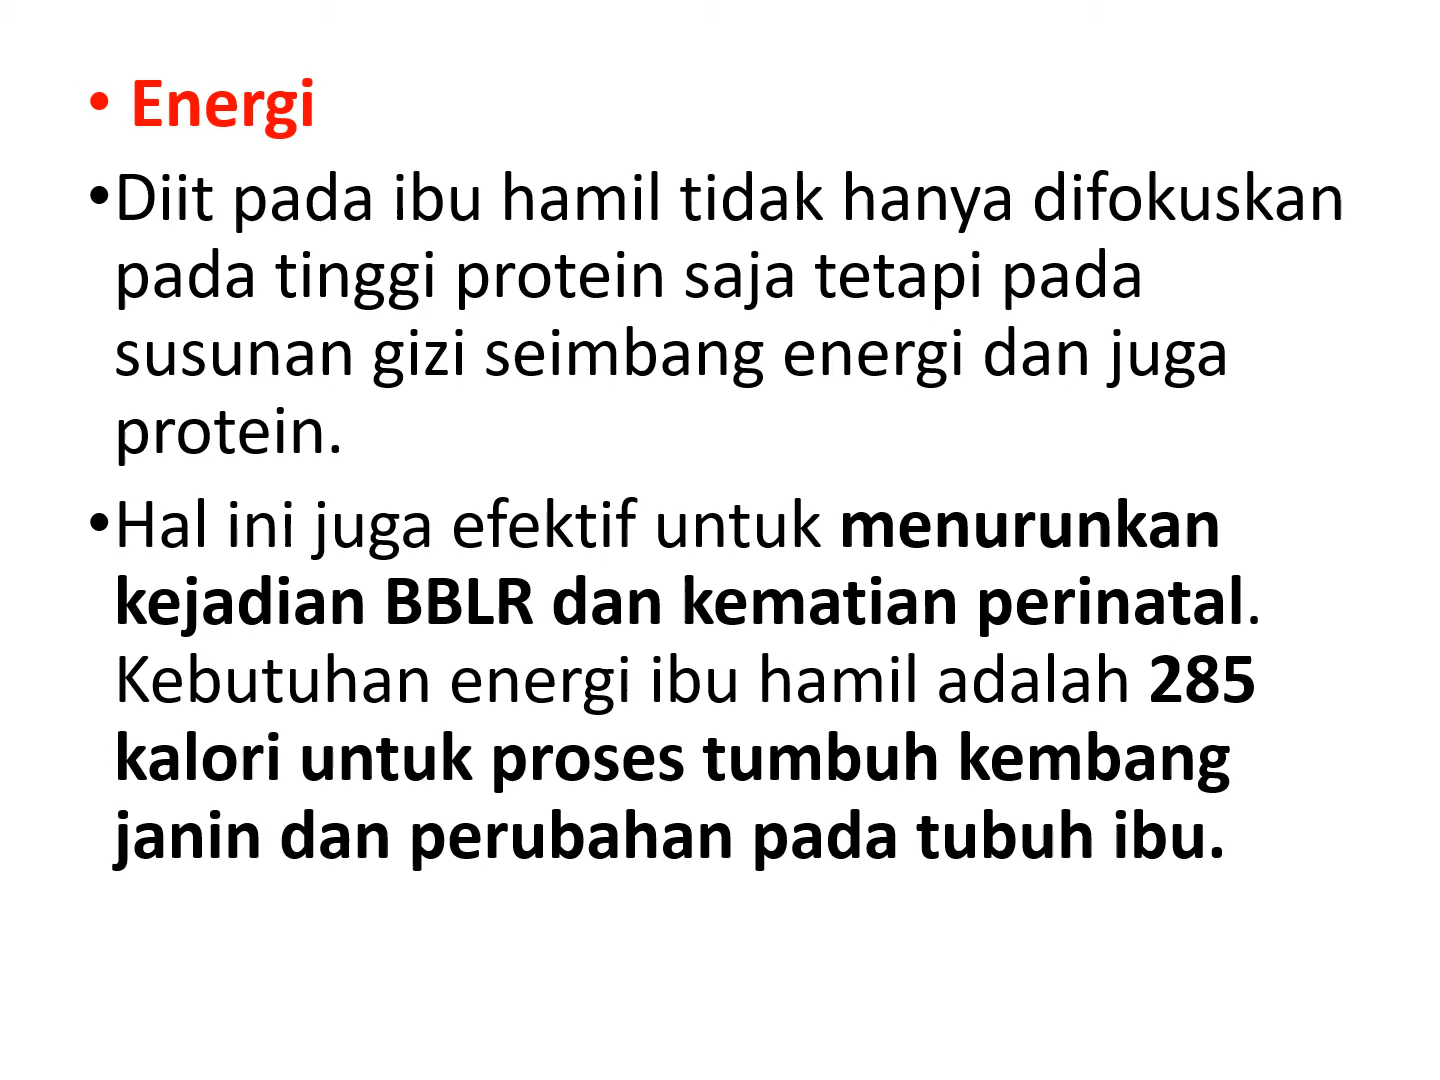 • Energi
•Diit pada ibu hamil tidak hanya difokuskan
pada tinggi protein saja tetapi pada
susunan gizi seimbang energi dan juga
protein.
•Hal ini juga efektif untuk menurunkan
kejadian BBLR dan kematian perinatal.
Kebutuhan energi ibu hamil adalah 285
kalori untuk proses tumbuh kembang
janin dan perubahan pada tubuh ibu.